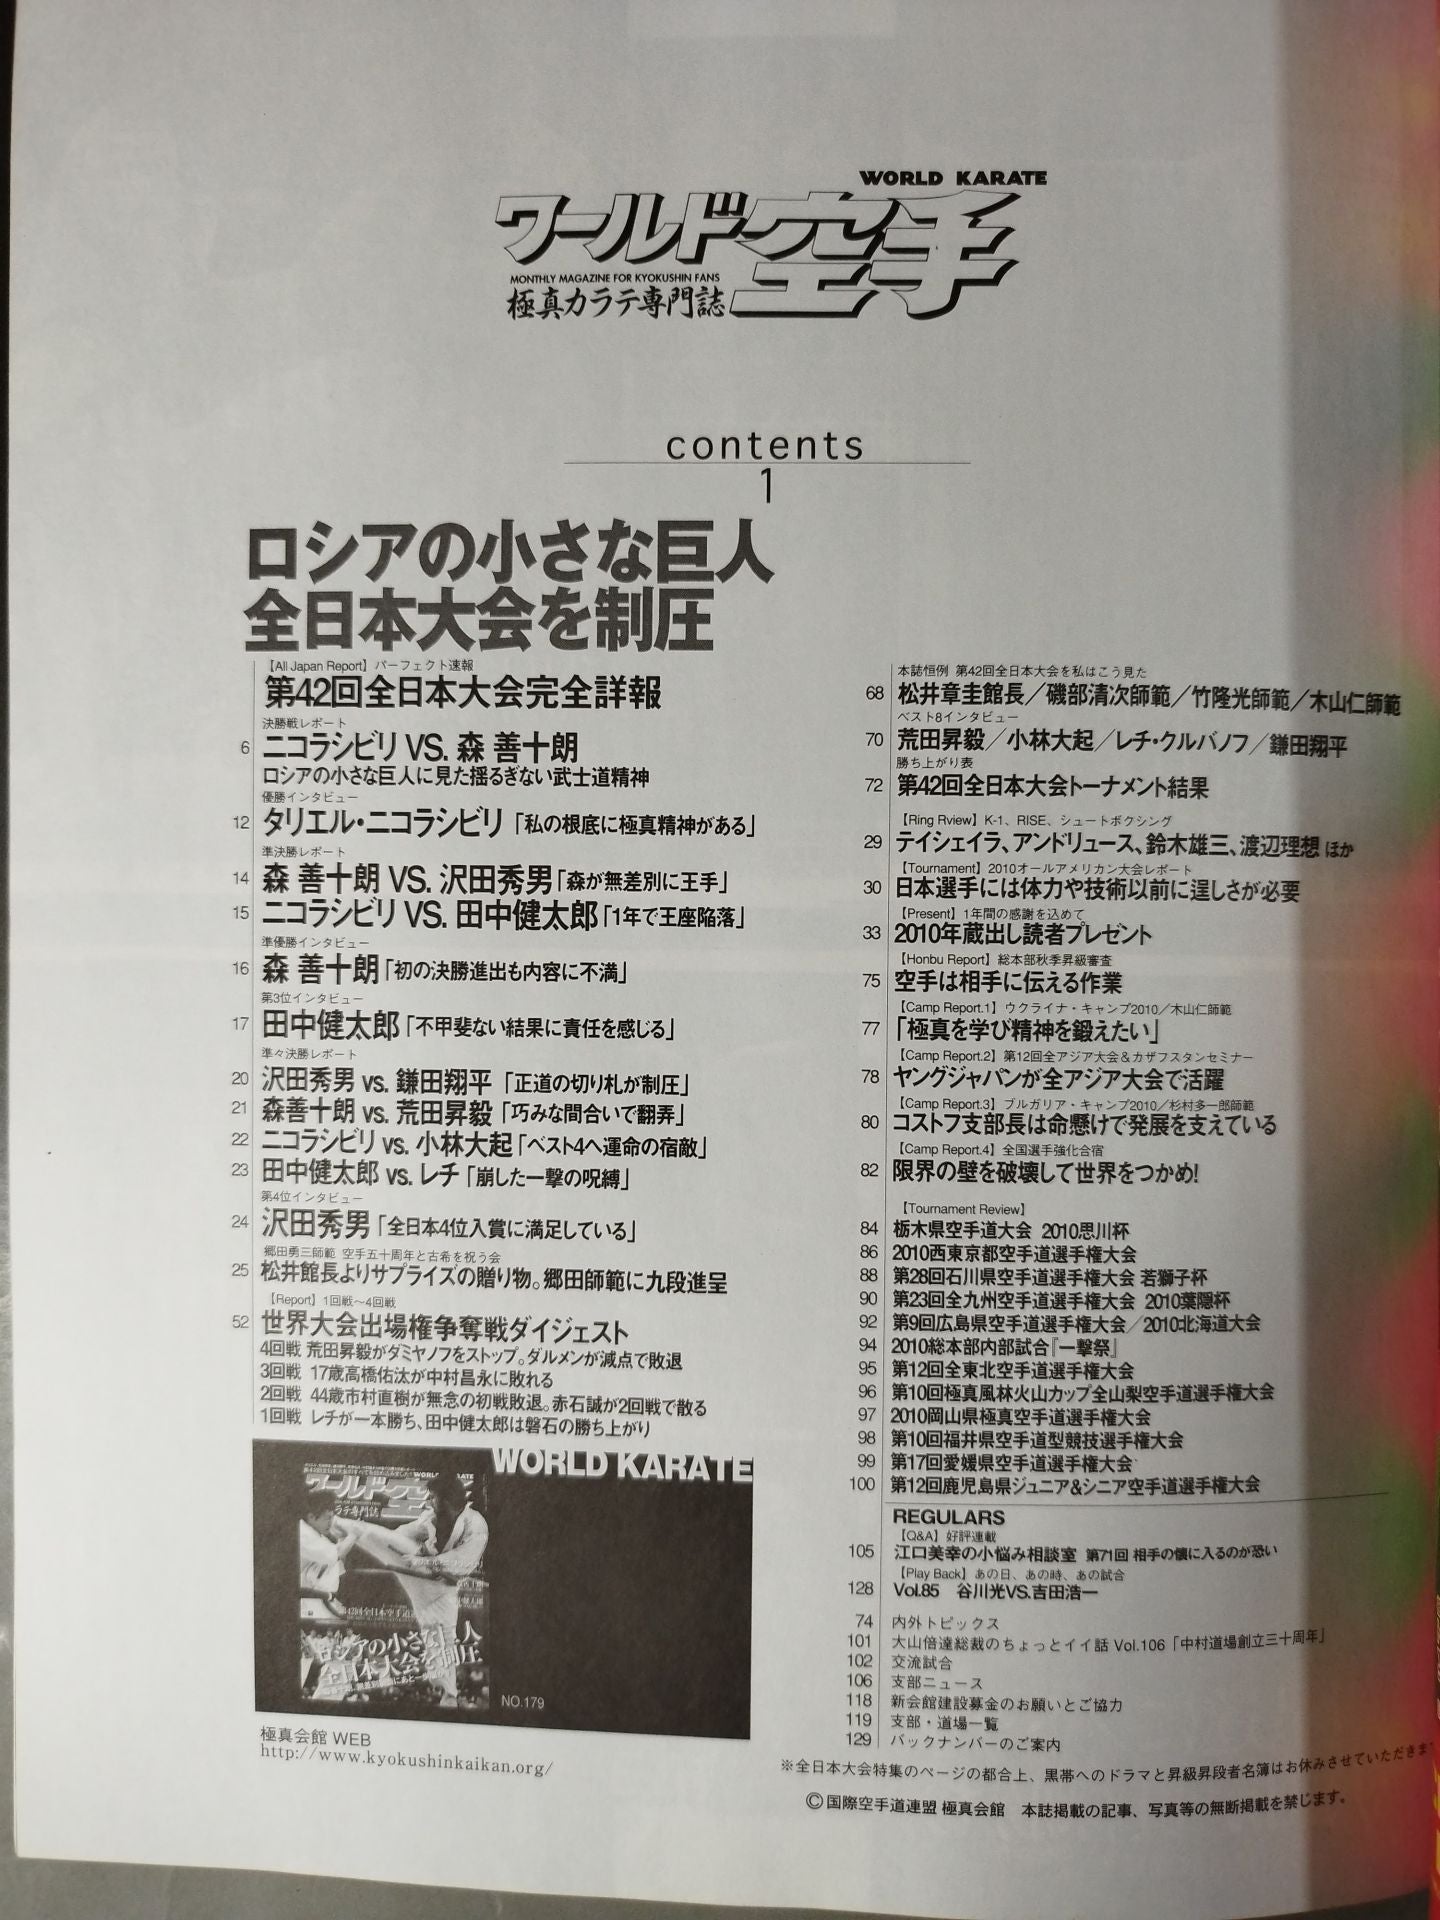 WORLD KARATE
ワールド空手
MONTHLY MAGAZINE FOR KYOKUSHIN FANS
極真カラテ専門誌
contents
1
ロシアの小さな巨人
全日本大会を制圧
【All Japan Report】パーフェクト速報
第42回全日本大会完全詳報
決勝戦レポート
6 ニコラシビリ VS. 森 善十朗
ロシアの小さな巨人に見た揺るぎない武士道精神
優勝インタビュー
12 タリエル・ニコラシビリ「私の根底に極真精神がある」
準決勝レポート
14 森 善十朗 VS. 沢田秀男「森が無差別に王手」
15 ニコラシビリ VS. 田中健太郎「1年で王座陥落」
準優勝インタビュー
16 森 善十朗「初の決勝進出も内容に不満」
第3位インタビュー
17 田中健太郎「不甲斐ない結果に責任を感じる」
準々決勝レポート
20 沢田秀男 vs. 鎌田翔平「正道の切り札が制圧」
21 森善十朗 vs. 荒田昇毅「巧みな間合いで翻弄」
22 ニコラシビリ vs. 小林大起「ベスト4へ運命の宿敵」
23 田中健太郎 vs. レチ「崩した一撃の呪縛」
第4位インタビュー
24 沢田秀男「全日本4位入賞に満足している」
郷田勇三師範 空手五十周年と古希を祝う会
25 松井館長よりサプライズの贈り物。郷田師範に九段進呈
【Report】1回戦〜4回戦
52 世界大会出場権争奪戦ダイジェスト
4回戦 荒田昇毅がダミヤノフをストップ。ダルメンが減点で敗退
3回戦 17歳高橋佑汰が中村昌永に敗れる
2回戦 44歳市村直樹が無念の初戦敗退。赤石誠が2回戦で散る
1回戦 レチが一本勝ち、田中健太郎は磐石の勝ち上がり
WORLD KARATE
ワールド空手
ロシアの小さな巨人
全日本大会を制圧
NO.179
極真会館 WEB
http://www.kyokushinkaikan.org/
本誌恒例 第42回全日本大会を私はこう見た
68 松井章圭館長／磯部清次師範／竹隆光師範／木山仁師範
ベスト8インタビュー
70 荒田昇毅／小林大起／レチ・クルバノフ／鎌田翔平
勝ち上がり表
72 第42回全日本大会トーナメント結果
【Ring Rview】K-1、RISE、シュートボクシング
29 テイシェイラ、アンドリュース、鈴木雄三、渡辺理想 ほか
【Tournament】2010オールアメリカン大会レポート
30 日本選手には体力や技術以前に逞しさが必要
【Present】1年間の感謝を込めて
33 2010年蔵出し読者プレゼント
【Honbu Report】総本部秋季昇級審査
75 空手は相手に伝える作業
【Camp Report.1】ウクライナ・キャンプ2010／木山仁師範
77 「極真を学び精神を鍛えたい」
【Camp Report.2】第12回全アジア大会＆カザフスタンセミナー
78 ヤングジャパンが全アジア大会で活躍
【Camp Report.3】ブルガリア・キャンプ2010／杉村多一郎師範
80 コストフ支部長は命懸けで発展を支えている
【Camp Report.4】全国選手強化合宿
82 限界の壁を破壊して世界をつかめ!
【Tournament Review】
84 栃木県空手道大会 2010思川杯
86 2010西東京都空手道選手権大会
88 第28回石川県空手道選手権大会 若獅子杯
90 第23回全九州空手道選手権大会 2010葉隠杯
92 第9回広島県空手道選手権大会／2010北海道大会
94 2010総本部内部試合『一撃祭』
95 第12回全東北空手道選手権大会
96 第10回極真風林火山カップ全山梨空手道選手権大会
97 2010岡山県極真空手道選手権大会
98 第10回福井県空手道型競技選手権大会
99 第17回愛媛県空手道選手権大会
100 第12回鹿児島県ジュニア＆シニア空手道選手権大会
REGULARS
【Q&A】好評連載
105 江口美幸の小悩み相談室 第71回 相手の懐に入るのが恐い
【Play Back】あの日、あの時、あの試合
128 Vol.85 谷川光VS.吉田浩一
74 内外トピックス
101 大山倍達総裁のちょっとイイ話 Vol.106「中村道場創立三十周年」
102 交流試合
106 支部ニュース
118 新会館建設募金のお願いとご協力
119 支部・道場一覧
129 バックナンバーのご案内
※全日本大会特集のページの都合上、黒帯へのドラマと昇級昇段者名簿はお休みさせていただきま
©国際空手道連盟 極真会館 本誌掲載の記事、写真等の無断掲載を禁じます。